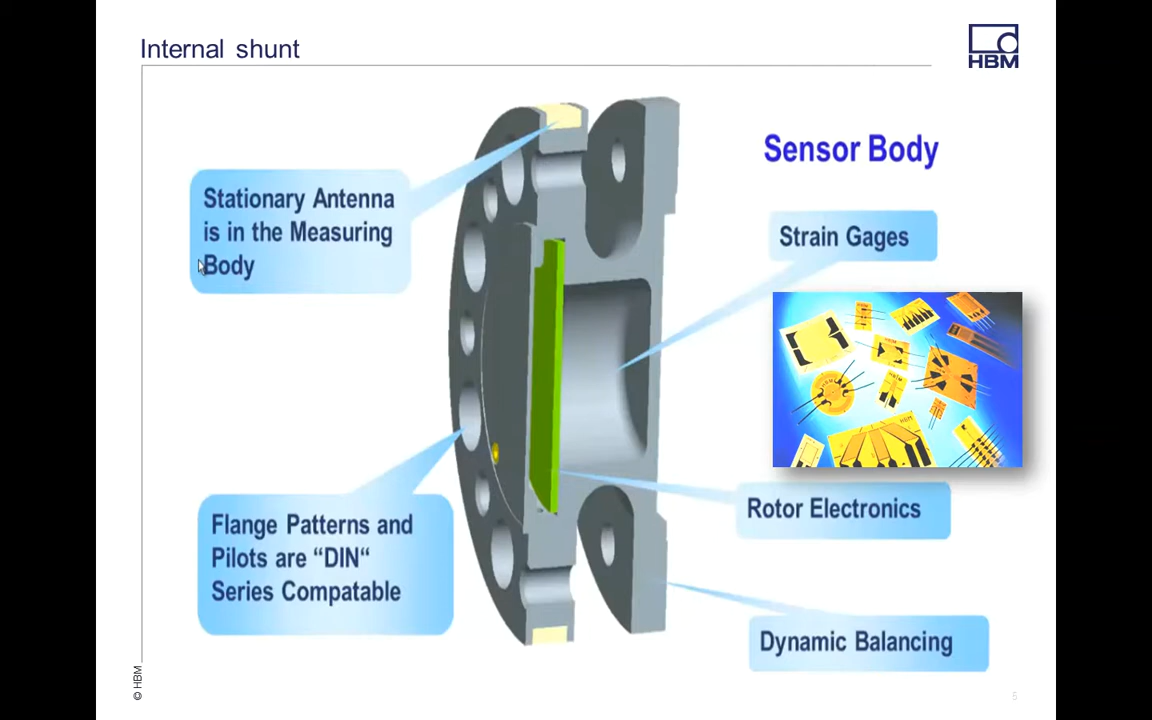 Internal shunt
HBM
Sensor Body
Stationary Antenna
is in the Measuring
Body
Strain Gages
Flange Patterns and
Pilots are “DIN“
Series Compatable
Rotor Electronics
Dynamic Balancing
© HBM
5